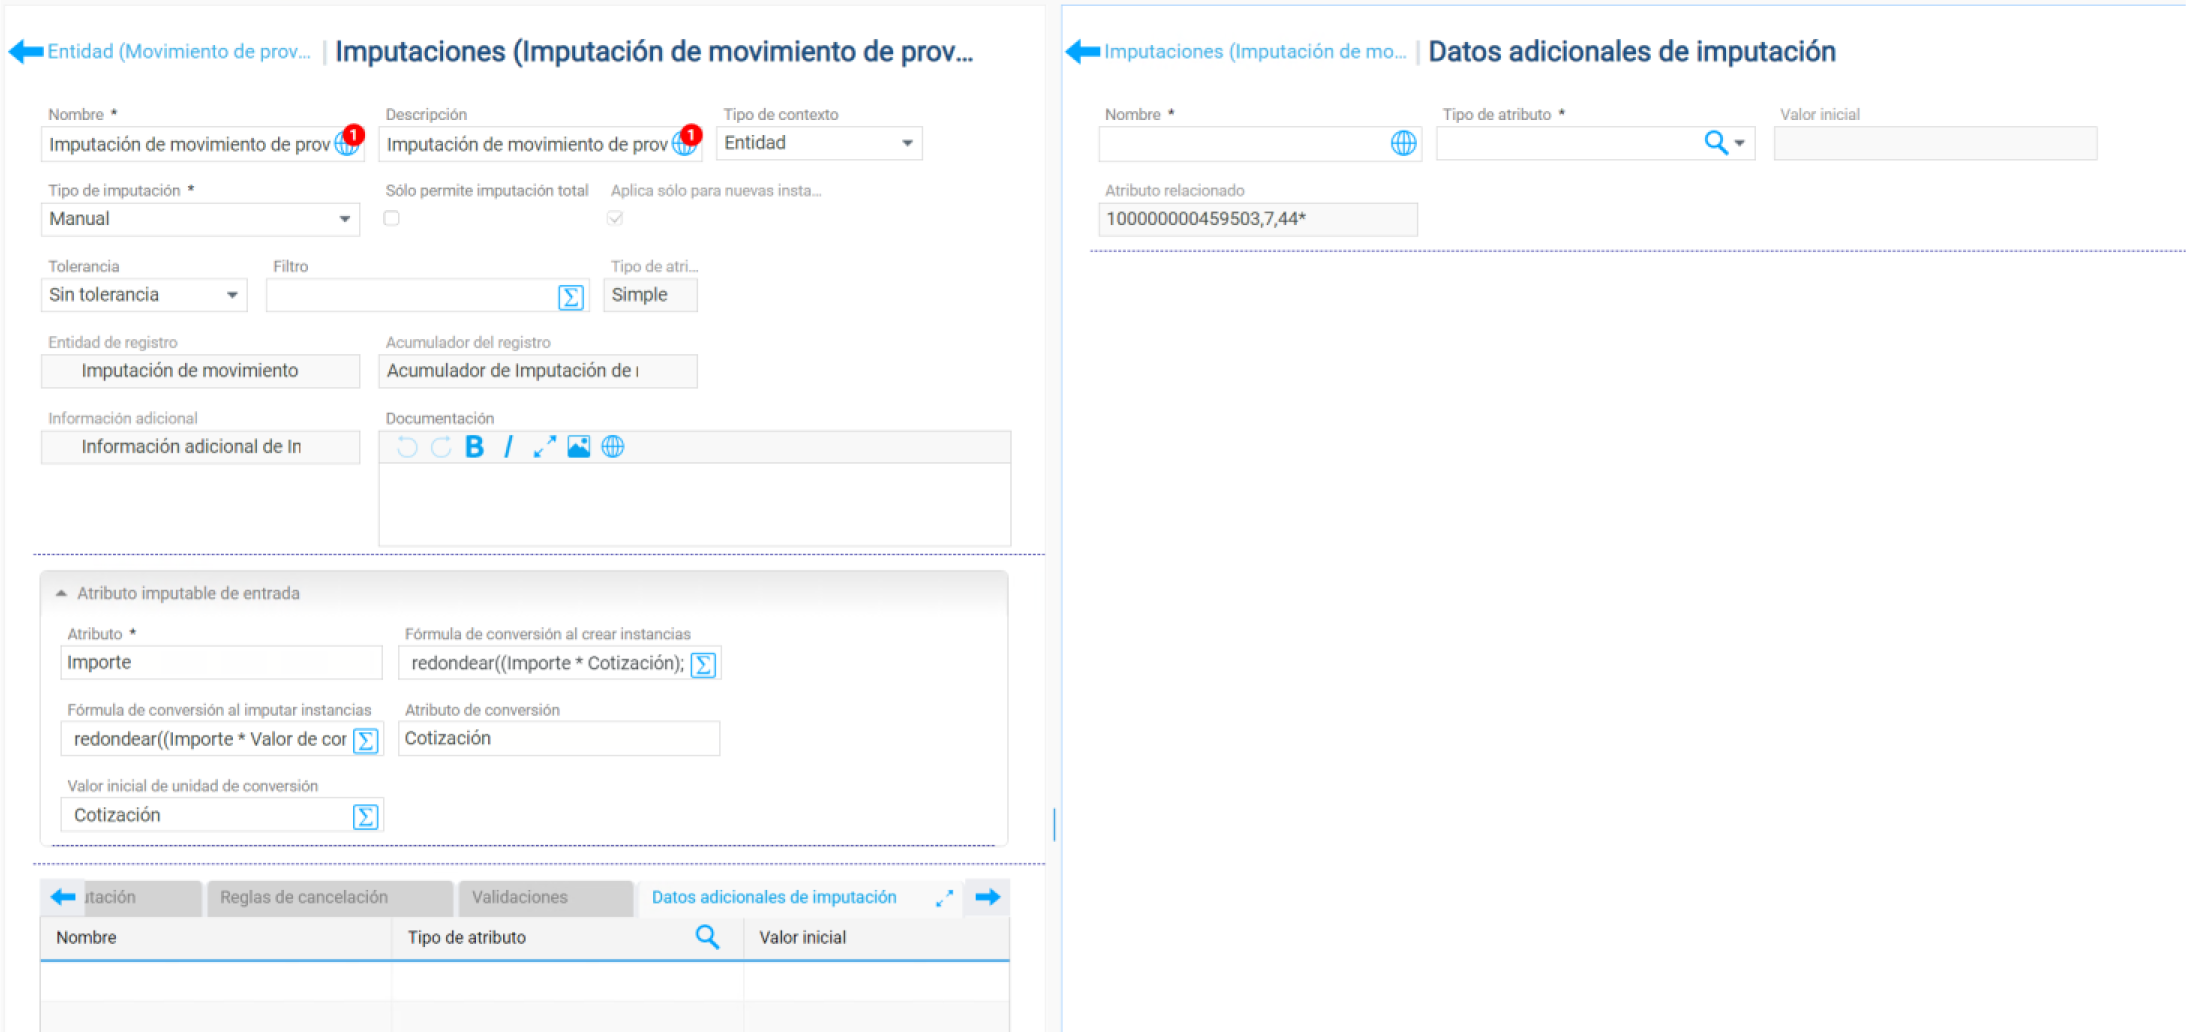 Entidad (Movimiento de prov... | Imputaciones (Imputación de movimiento de prov...
Nombre * Descripción Tipo de contexto
Imputación de movimiento de prov 1 Imputación de movimiento de prov 1 Entidad
Tipo de imputación * Sólo permite imputación total Aplica sólo para nuevas insta...
Manual
Tolerancia Filtro Tipo de atri...
Sin tolerancia Simple
Entidad de registro Acumulador del registro
Imputación de movimiento Acumulador de Imputación de
Información adicional Documentación
Información adicional de In B I
Atributo imputable de entrada
Atributo * Fórmula de conversión al crear instancias
Importe redondear((Importe * Cotización);
Fórmula de conversión al imputar instancias Atributo de conversión
redondear((Importe * Valor de cor Cotización
Valor inicial de unidad de conversión
Cotización
utación Reglas de cancelación Validaciones Datos adicionales de imputación
Nombre Tipo de atributo Valor inicial
Imputaciones (Imputación de mo... | Datos adicionales de imputación
Nombre * Tipo de atributo * Valor inicial
Atributo relacionado
100000000459503,7,44*